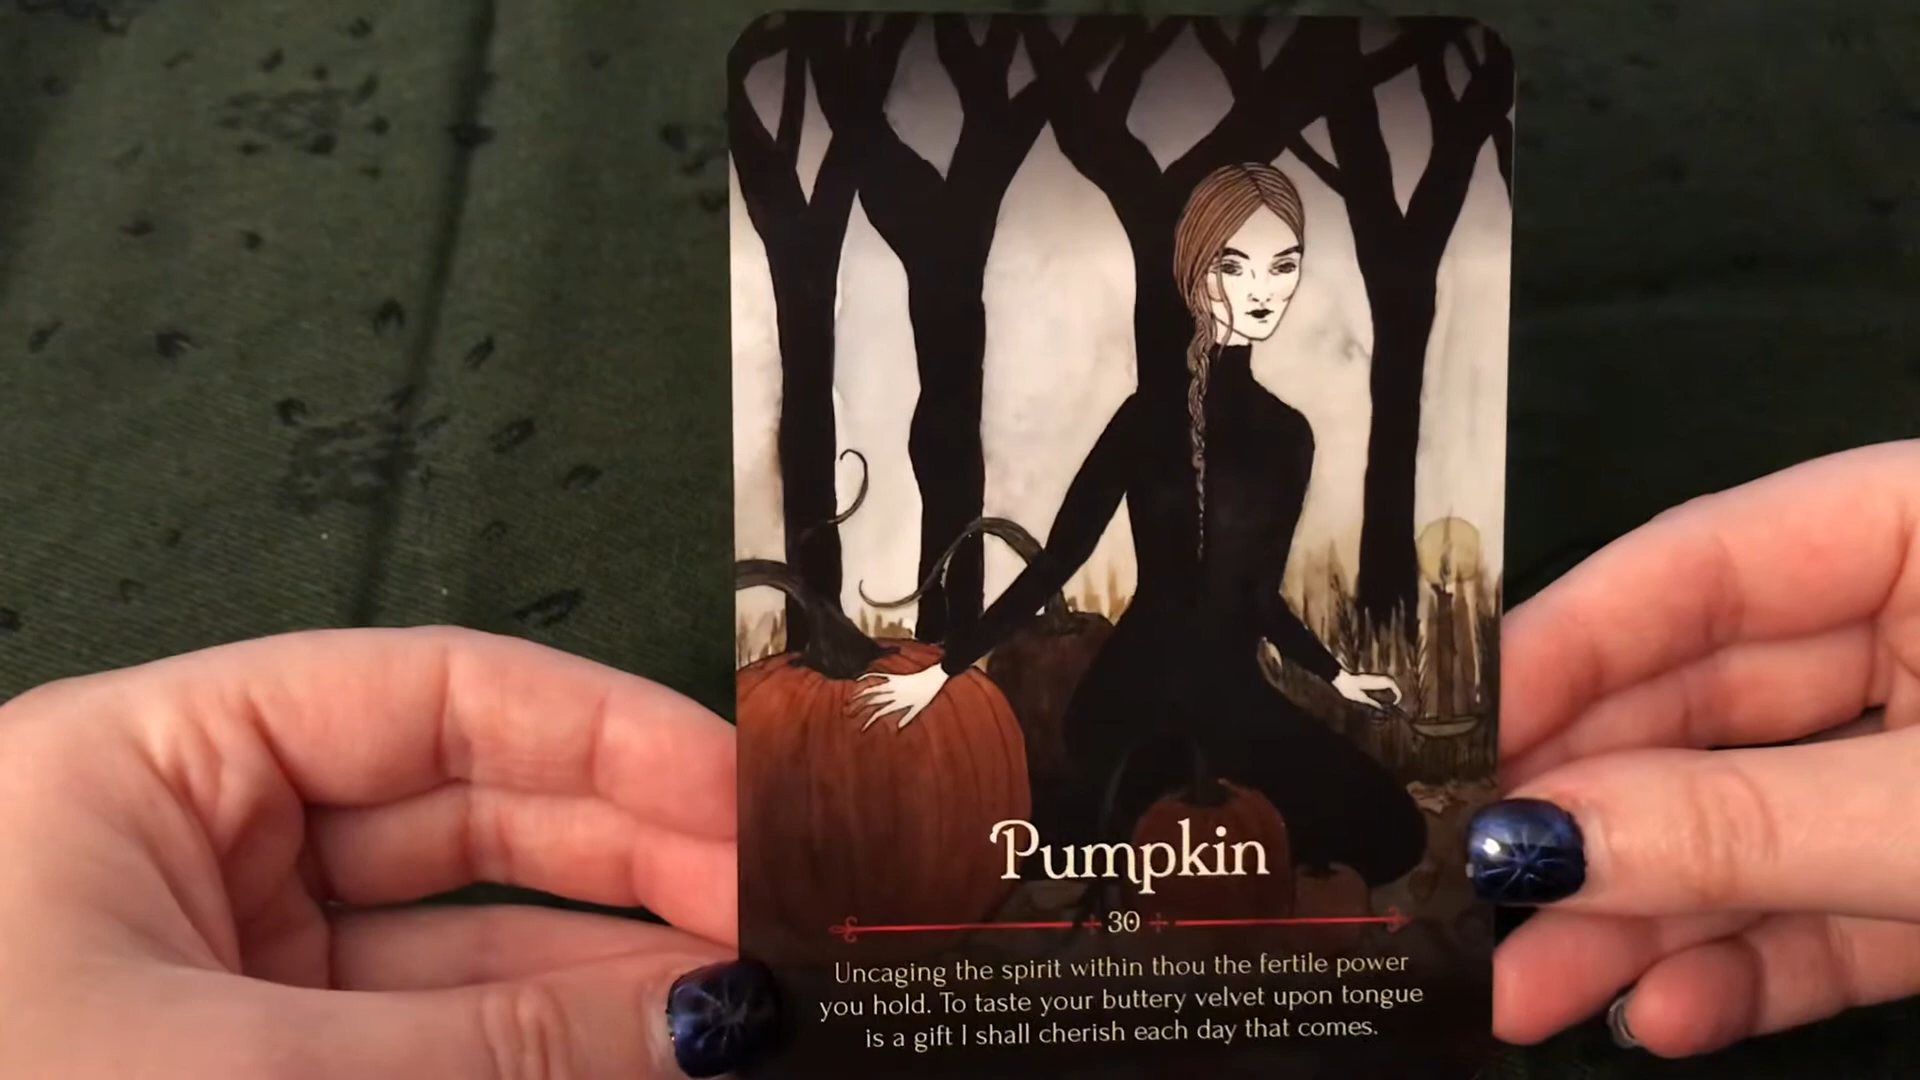 Pumpkin
30
Uncaging the spirit within thou the fertile power
you hold. To taste your buttery velvet upon tongue
is a gift I shall cherish each day that comes.